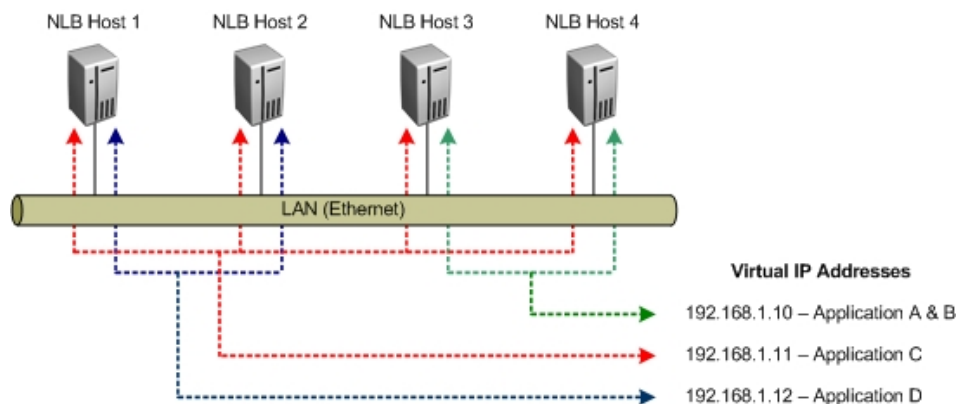 NLB Host 1
NLB Host 2
NLB Host 3
NLB Host 4
LAN (Ethernet)
Virtual IP Addresses
192.168.1.10 – Application A & B
192.168.1.11 – Application C
192.168.1.12 – Application D